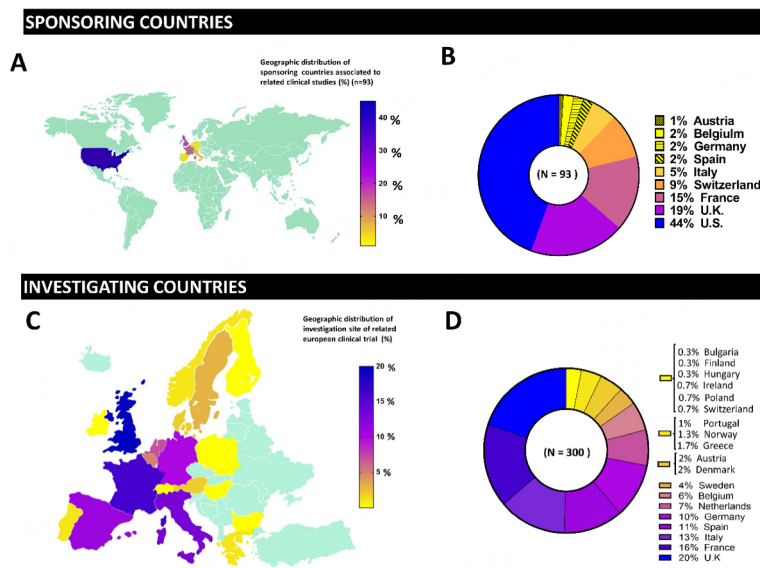 SPONSORING COUNTRIES
A
Geographic distribution of
sponsoring countries associated to
related clinical studies (%) (n=93)
40 %
30 %
20 %
10 %
B
(N = 93 )
1% Austria
2% Belgiulm
2% Germany
2% Spain
5% Italy
9% Switzerland
15% France
19% U.K.
44% U.S.
INVESTIGATING COUNTRIES
C
Geographic distribution of
investigation site of related
european clinical trial (%)
20 %
15 %
10 %
5 %
D
(N = 300 )
0.3% Bulgaria
0.3% Finland
0.3% Hungary
0.7% Ireland
0.7% Poland
0.7% Switzerland
1% Portugal
1.3% Norway
1.7% Greece
2% Austria
2% Denmark
4% Sweden
6% Belgium
7% Netherlands
10% Germany
11% Spain
13% Italy
16% France
20% U.K